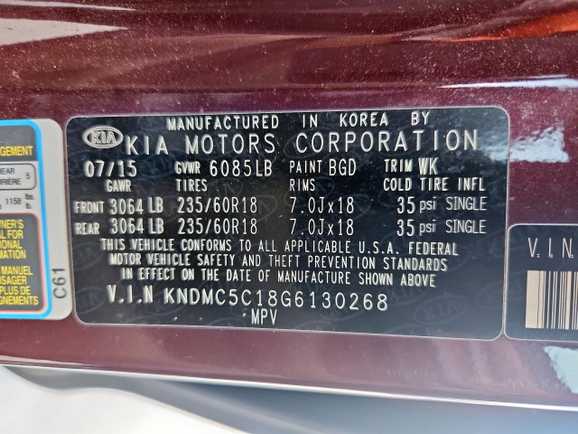 MANUFACTURED IN KOREA BY
KIA KIA MOTORS CORPORATION
07/15 GVWR 6085LB PAINT BGD TRIM WK
GAWR TIRES RIMS COLD TIRE INFL
FRONT 3064 LB 235/60R18 7.0Jx18 35 psi SINGLE
REAR 3064 LB 235/60R18 7.0Jx18 35 psi SINGLE
THIS VEHICLE CONFORMS TO ALL APPLICABLE U.S.A. FEDERAL
MOTOR VEHICLE SAFETY AND THEFT PREVENTION STANDARDS
IN EFFECT ON THE DATE OF MANUFACTURE SHOWN ABOVE
V.I.N KNDMC5C18G6130268
MPV
C61
V.I.N
1158
MANUEL